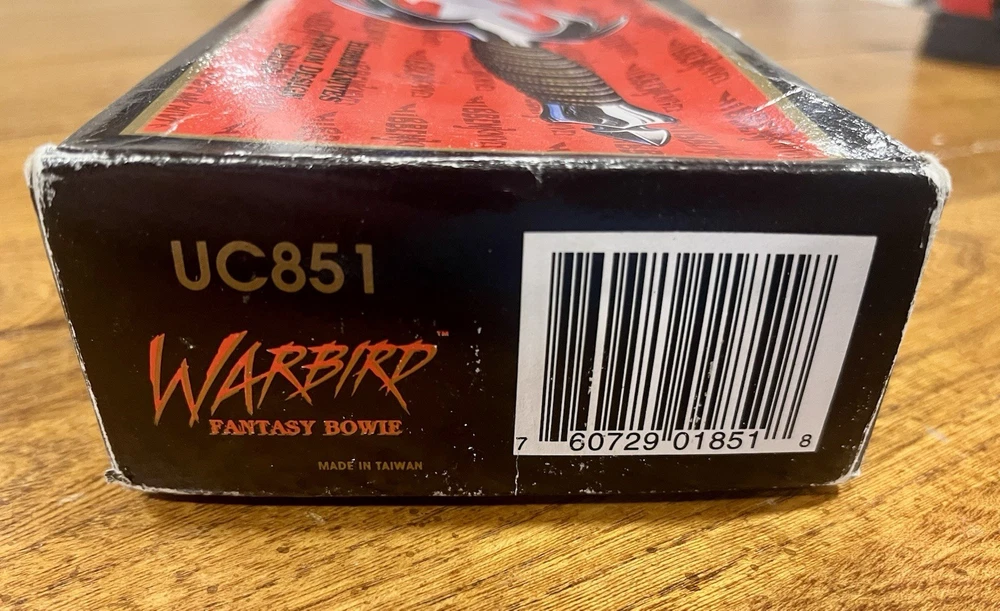 UC851
WARBIRD™
FANTASY BOWIE
MADE IN TAIWAN
7 60729 01851 8